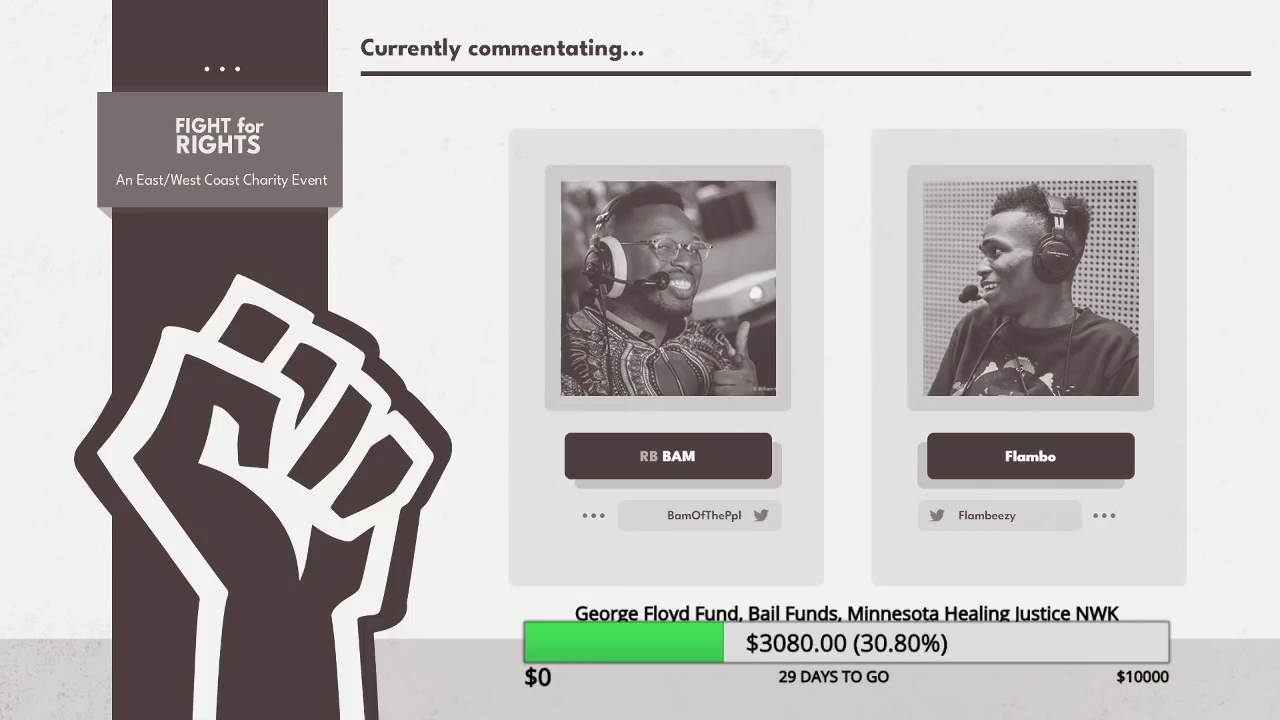 Currently commentating...
FIGHT for
RIGHTS
An East/West Coast Charity Event
RB BAM
Flambo
BamOfThePpl
Flambeezy
George Floyd Fund, Bail Funds, Minnesota Healing Justice NWK
$3080.00 (30.80%)
$0
29 DAYS TO GO
$10000